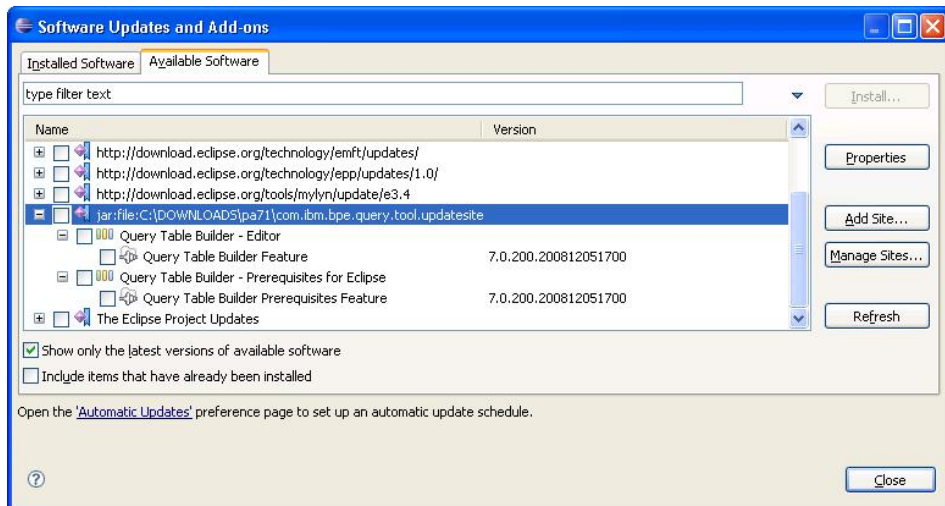 Software Updates and Add-ons
Installed Software Available Software
type filter text Install...
Name Version
http://download.eclipse.org/technology/emft/updates/
http://download.eclipse.org/technology/epp/updates/1.0/ Properties
http://download.eclipse.org/tools/mylyn/update/e3.4
jar:file:C:\DOWNLOADS\pa71\com.ibm.bpe.query.tool.updatesite Add Site...
Query Table Builder - Editor
Query Table Builder Feature 7.0.200.200812051700 Manage Sites...
Query Table Builder - Prerequisites for Eclipse
Query Table Builder Prerequisites Feature 7.0.200.200812051700
The Eclipse Project Updates Refresh
Show only the latest versions of available software
Include items that have already been installed
Open the 'Automatic Updates' preference page to set up an automatic update schedule.
? Close